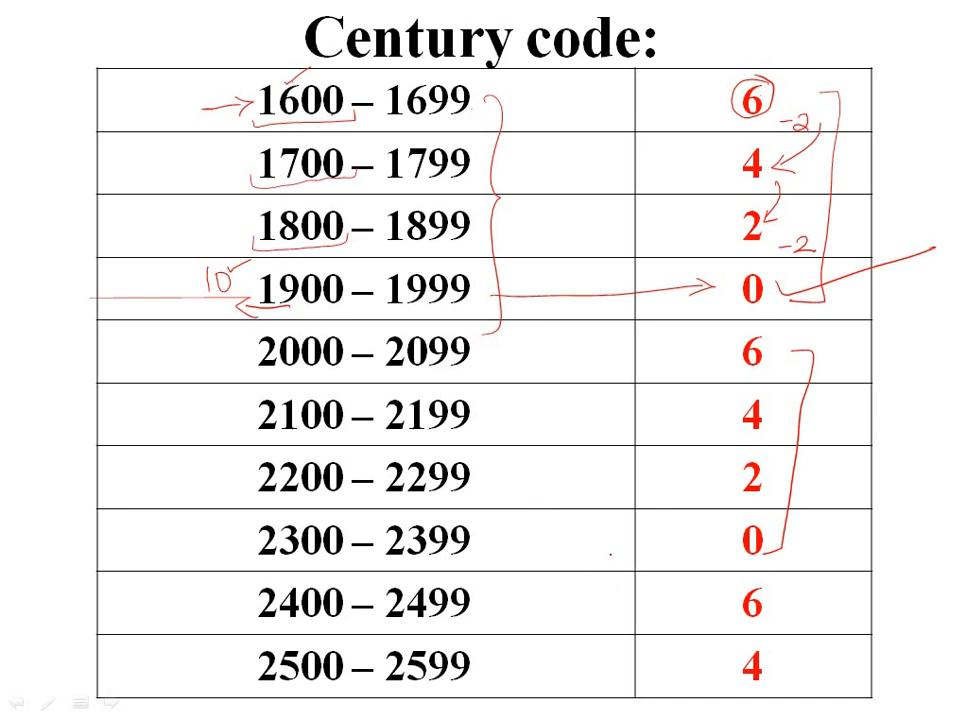 Century code:
1600 – 1699 6
-2
1700 – 1799 4
1800 – 1899 2
-2
10
1900 – 1999 0
2000 – 2099 6
2100 – 2199 4
2200 – 2299 2
2300 – 2399 0
2400 – 2499 6
2500 – 2599 4